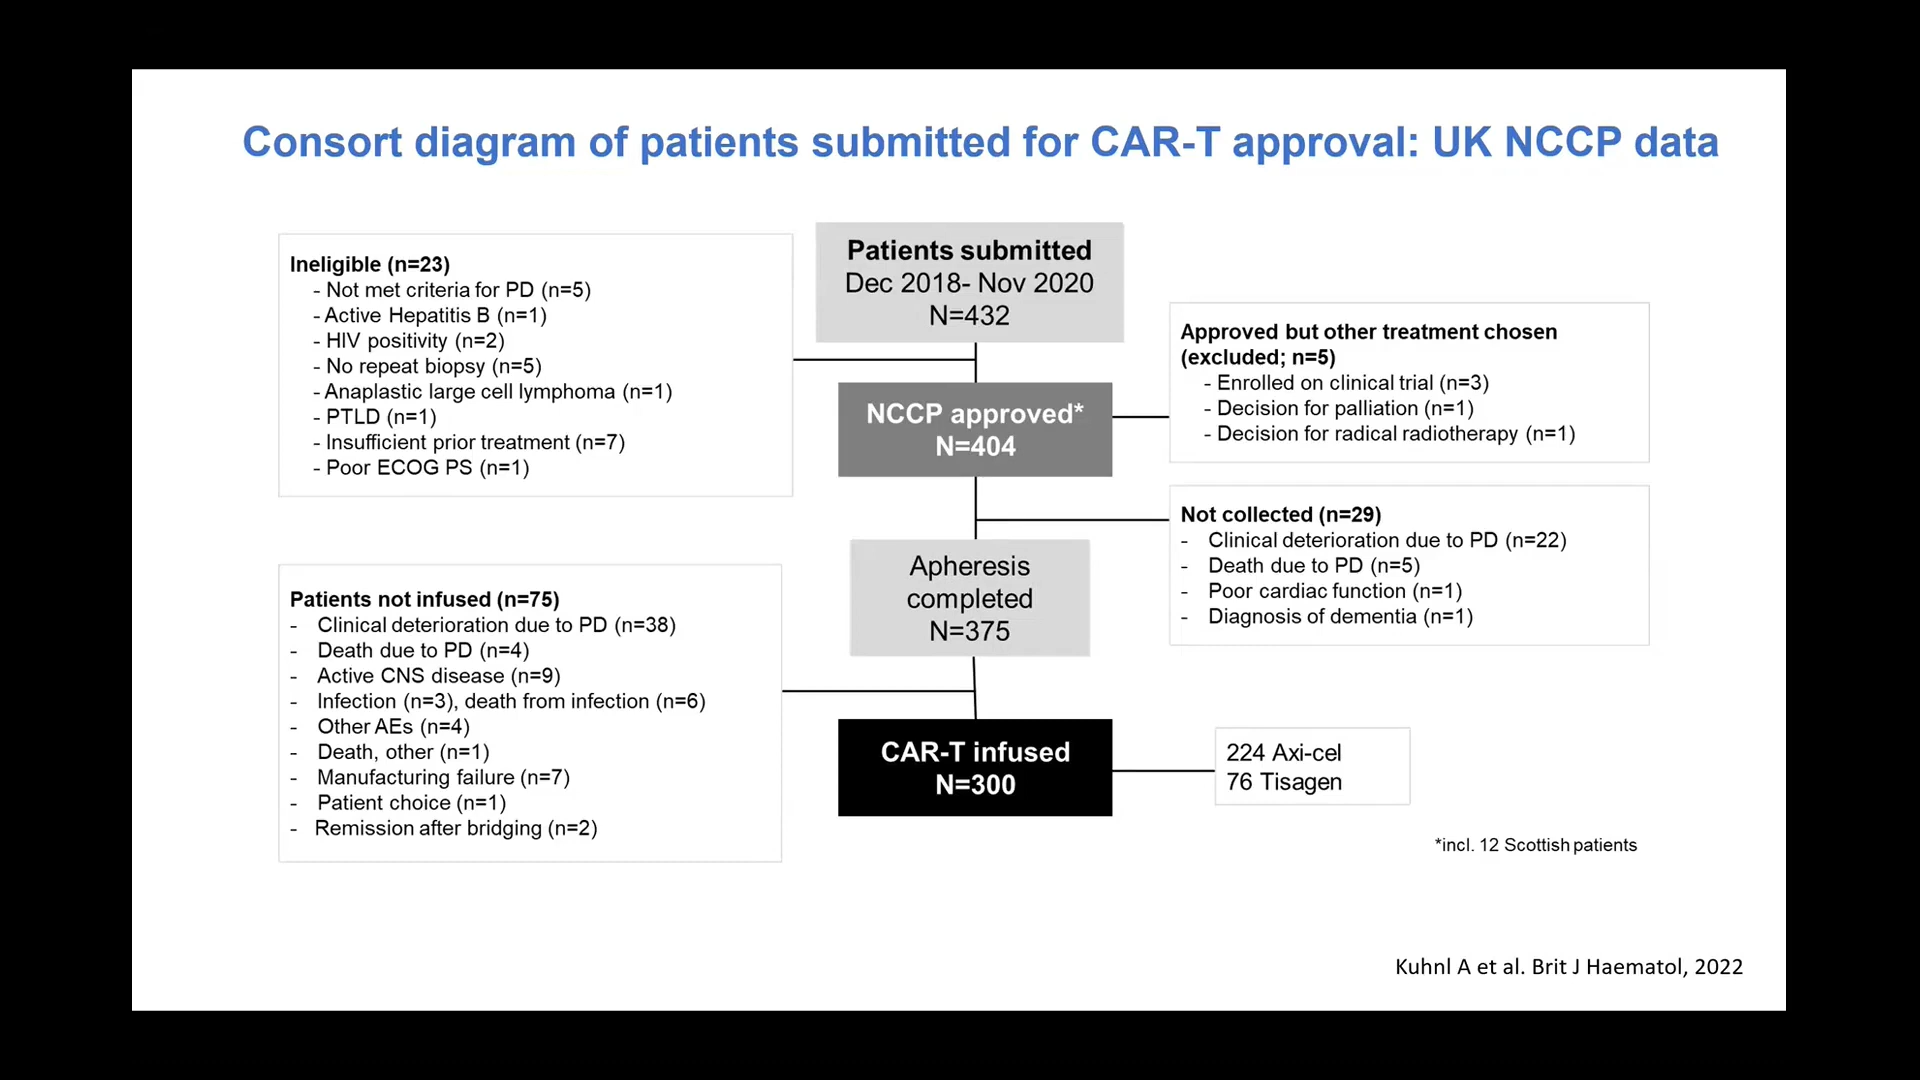 Consort diagram of patients submitted for CAR-T approval: UK NCCP data
Patients submitted
Dec 2018- Nov 2020
N=432
Ineligible (n=23)
- Not met criteria for PD (n=5)
- Active Hepatitis B (n=1)
- HIV positivity (n=2)
- No repeat biopsy (n=5)
- Anaplastic large cell lymphoma (n=1)
- PTLD (n=1)
- Insufficient prior treatment (n=7)
- Poor ECOG PS (n=1)
NCCP approved*
N=404
Approved but other treatment chosen
(excluded; n=5)
- Enrolled on clinical trial (n=3)
- Decision for palliation (n=1)
- Decision for radical radiotherapy (n=1)
Not collected (n=29)
- Clinical deterioration due to PD (n=22)
- Death due to PD (n=5)
- Poor cardiac function (n=1)
- Diagnosis of dementia (n=1)
Apheresis
completed
N=375
Patients not infused (n=75)
- Clinical deterioration due to PD (n=38)
- Death due to PD (n=4)
- Active CNS disease (n=9)
- Infection (n=3), death from infection (n=6)
- Other AEs (n=4)
- Death, other (n=1)
- Manufacturing failure (n=7)
- Patient choice (n=1)
- Remission after bridging (n=2)
CAR-T infused
N=300
224 Axi-cel
76 Tisagen
*incl. 12 Scottish patients
Kuhnl A et al. Brit J Haematol, 2022